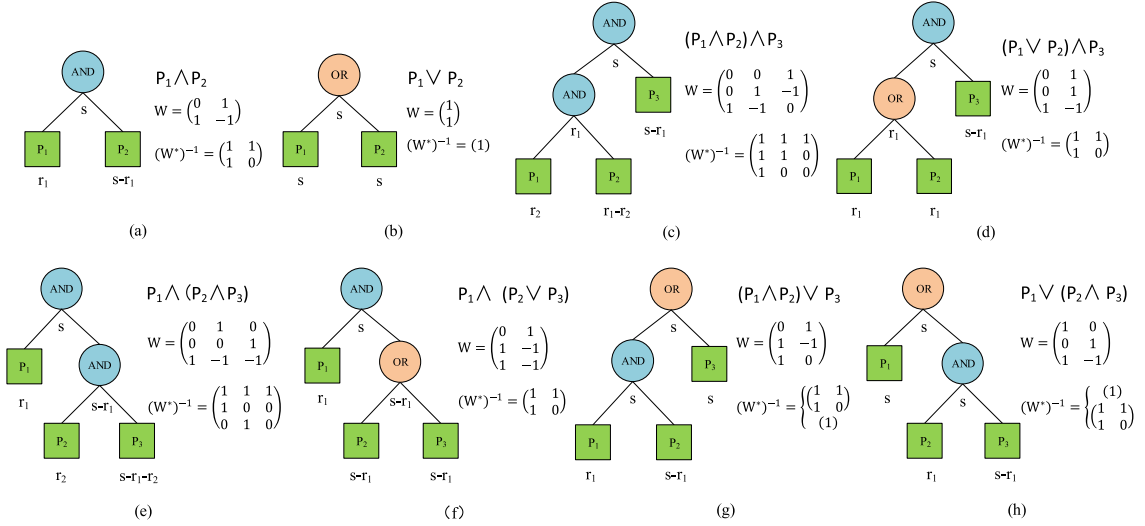 AND
s
P₁
P₂
r₁
s-r₁
P₁∧P₂
W = (0 1
1 −1)
(W*)⁻¹ = (1 1
1 0)
(a)
OR
s
P₁
P₂
s
s
P₁∨ P₂
W = (1
1)
(W*)⁻¹ = (1)
(b)
AND
s
AND
P₃
r₁
s-r₁
P₁
P₂
r₂
r₁-r₂
(P₁∧P₂)∧P₃
W = (0 0 1
0 1 −1
1 −1 0)
(W*)⁻¹ = (1 1 1
1 1 0
1 0 0)
(c)
AND
s
OR
P₃
r₁
s-r₁
P₁
P₂
r₁
r₁
(P₁∨ P₂)∧P₃
W = (0 1
0 1
1 −1)
(W*)⁻¹ = (1 1
1 0)
(d)
AND
s
P₁
AND
r₁
s-r₁
P₂
P₃
r₂
s-r₁-r₂
P₁∧(P₂∧P₃)
W = (0 1 0
0 0 1
1 −1 −1)
(W*)⁻¹ = (1 1 1
1 0 0
0 1 0)
(e)
AND
s
P₁
OR
r₁
s-r₁
P₂
P₃
s-r₁
s-r₁
P₁∧ (P₂∨ P₃)
W = (0 1
1 −1
1 −1)
(W*)⁻¹ = (1 1
1 0)
(f)
OR
s
AND
P₃
s
s
P₁
P₂
r₁
s-r₁
(P₁∧P₂)∨ P₃
W = (0 1
1 −1
1 0)
(W*)⁻¹ = {(1 1
1 0)
(1)
(g)
OR
s
P₁
AND
s
s
P₂
P₃
r₁
s-r₁
P₁∨ (P₂∧ P₃)
W = (1 0
0 1
1 −1)
(W*)⁻¹ = {(1)
(1 1
1 0)
(h)